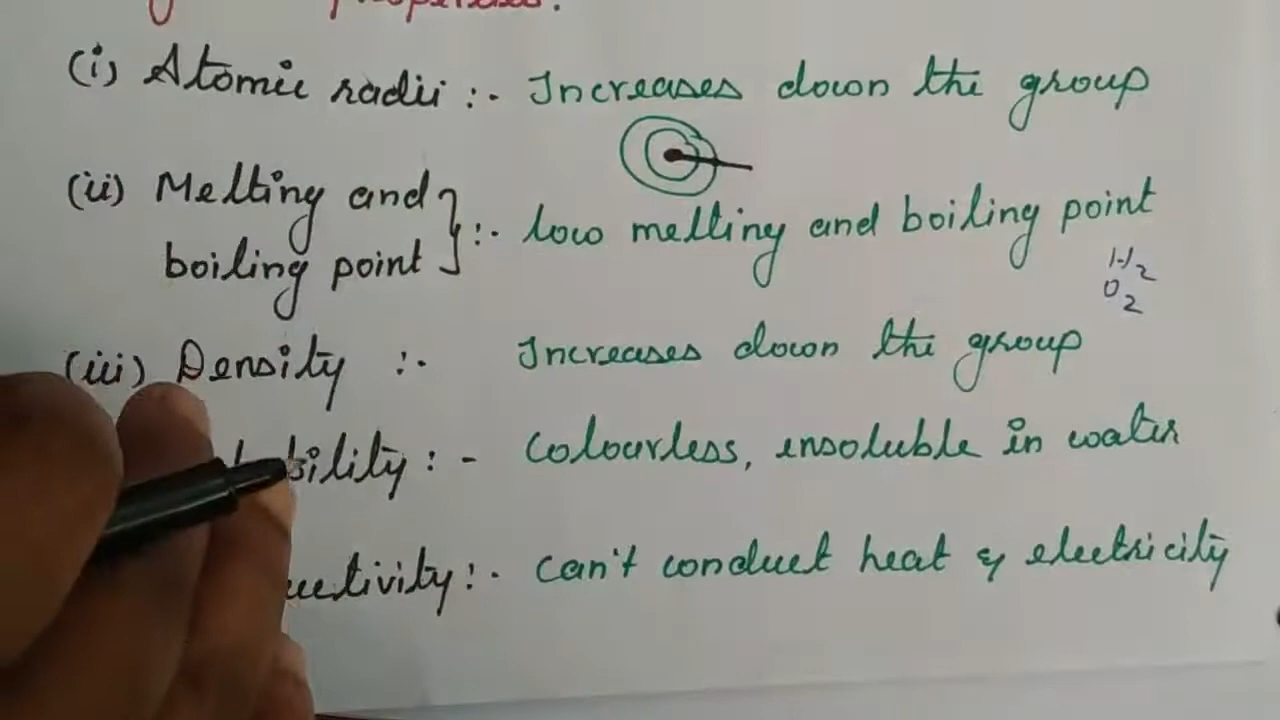 (i) Atomic radii :- Increases down the group
(ii) Melting and
boiling point } :- low melting and boiling point
H2
O2
(iii) Density :- Increases down the group
bility :- Colourless, insoluble in water
uctivity :- Can't conduct heat & electricity